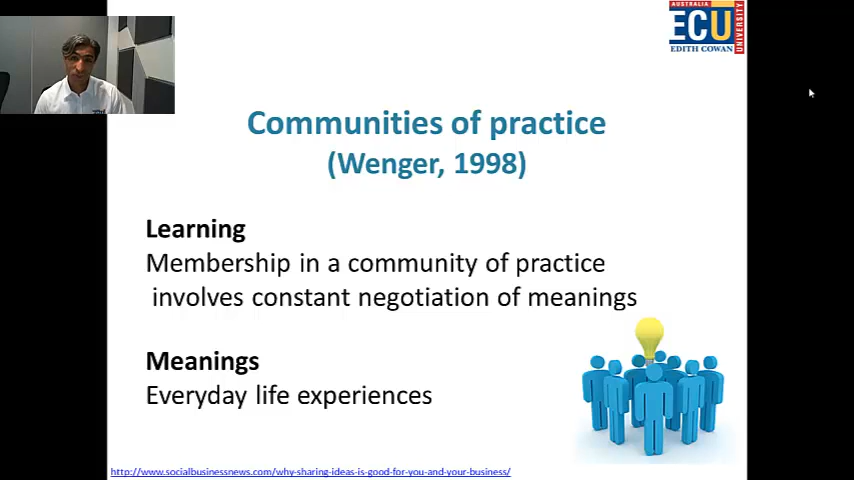 AUSTRALIA
ECU
EDITH COWAN
UNIVERSITY
Communities of practice
(Wenger, 1998)
Learning
Membership in a community of practice
involves constant negotiation of meanings
Meanings
Everyday life experiences
http://www.socialbusinessnews.com/why-sharing-ideas-is-good-for-you-and-your-business/